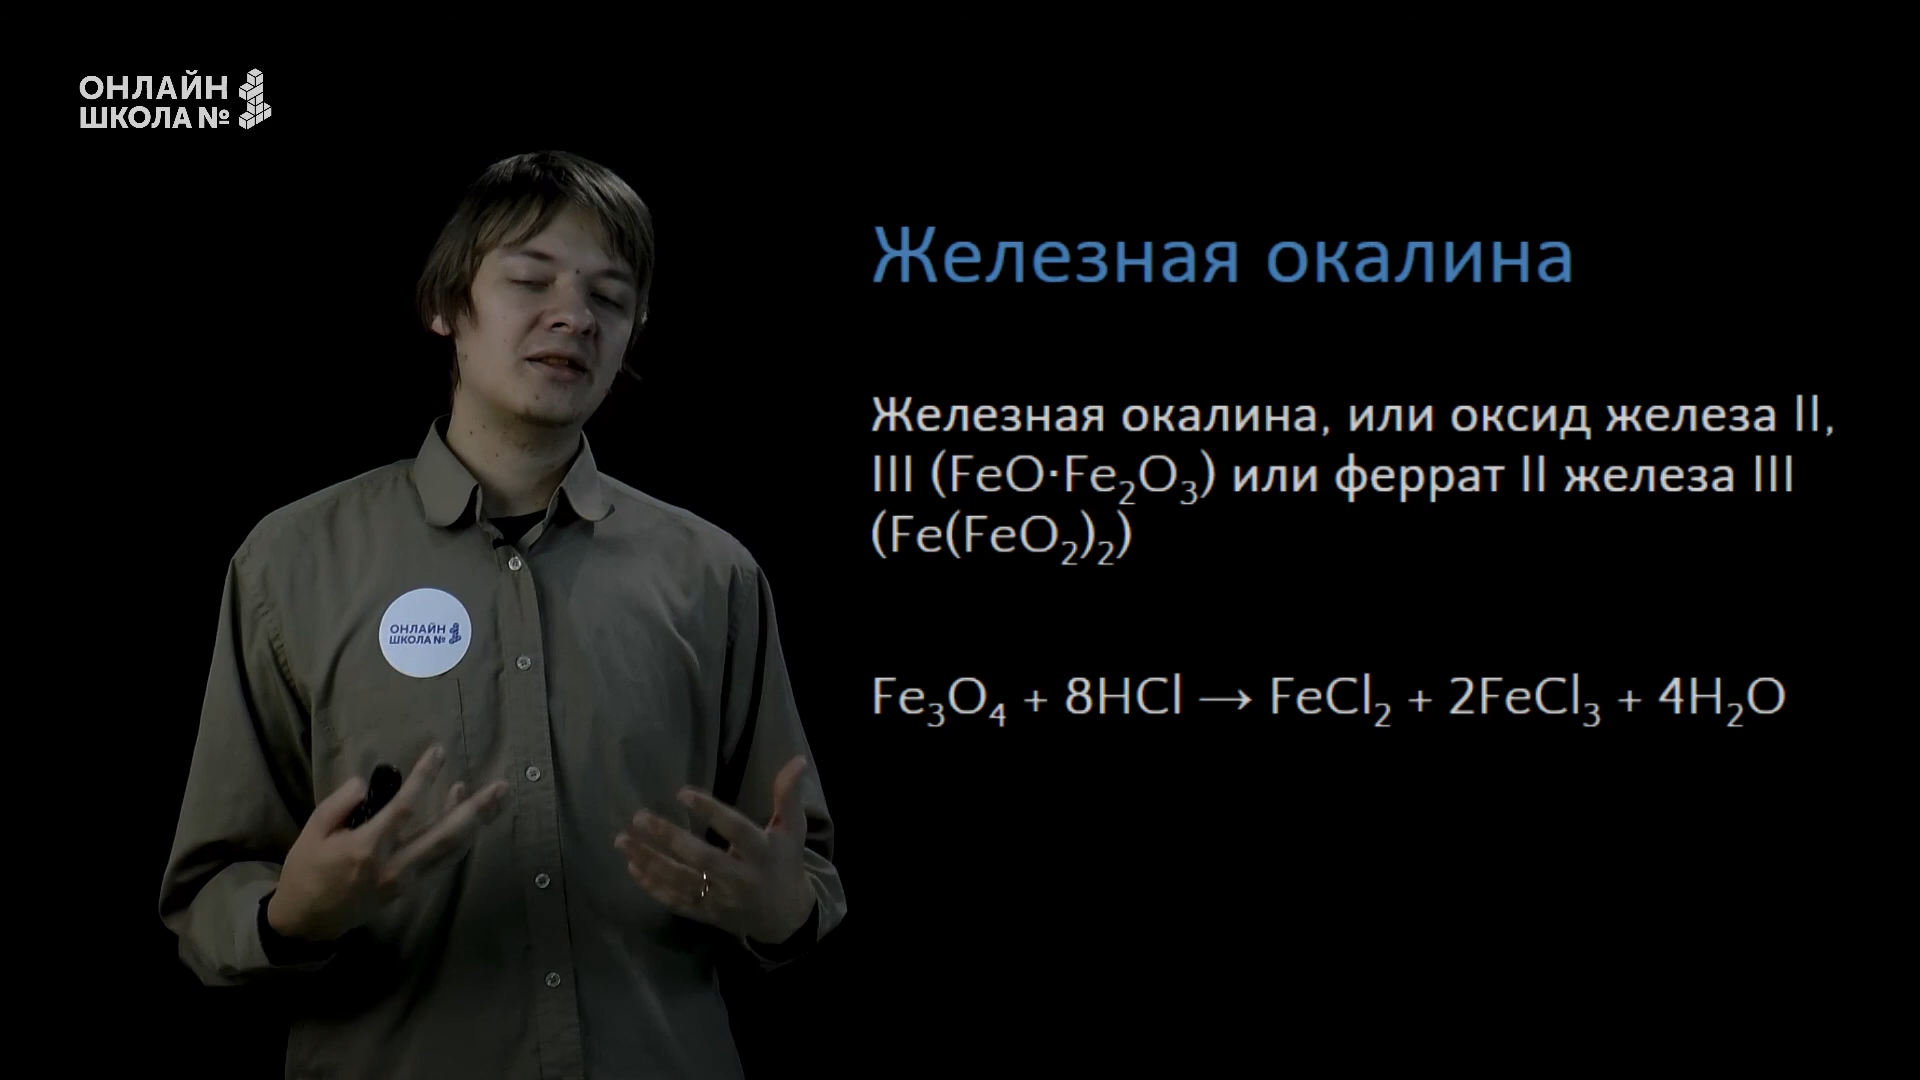 ОНЛАЙН
ШКОЛА №
Железная окалина
Железная окалина, или оксид железа II,
III (FeO·Fe₂O₃) или феррат II железа III
(Fe(FeO₂)₂)
Fe₃O₄ + 8HCl → FeCl₂ + 2FeCl₃ + 4H₂O
ОНЛАЙН
ШКОЛА №